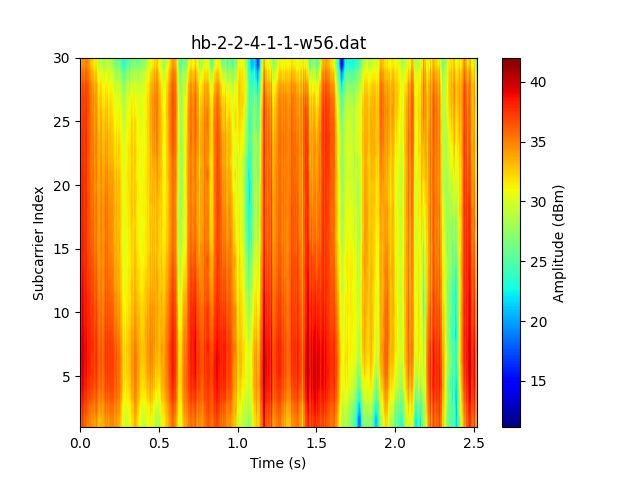 hb-2-2-4-1-1-w56.dat
30
25
20
15
10
5
Subcarrier Index
0.0 0.5 1.0 1.5 2.0 2.5
Time (s)
40
35
30
25
20
15
Amplitude (dBm)